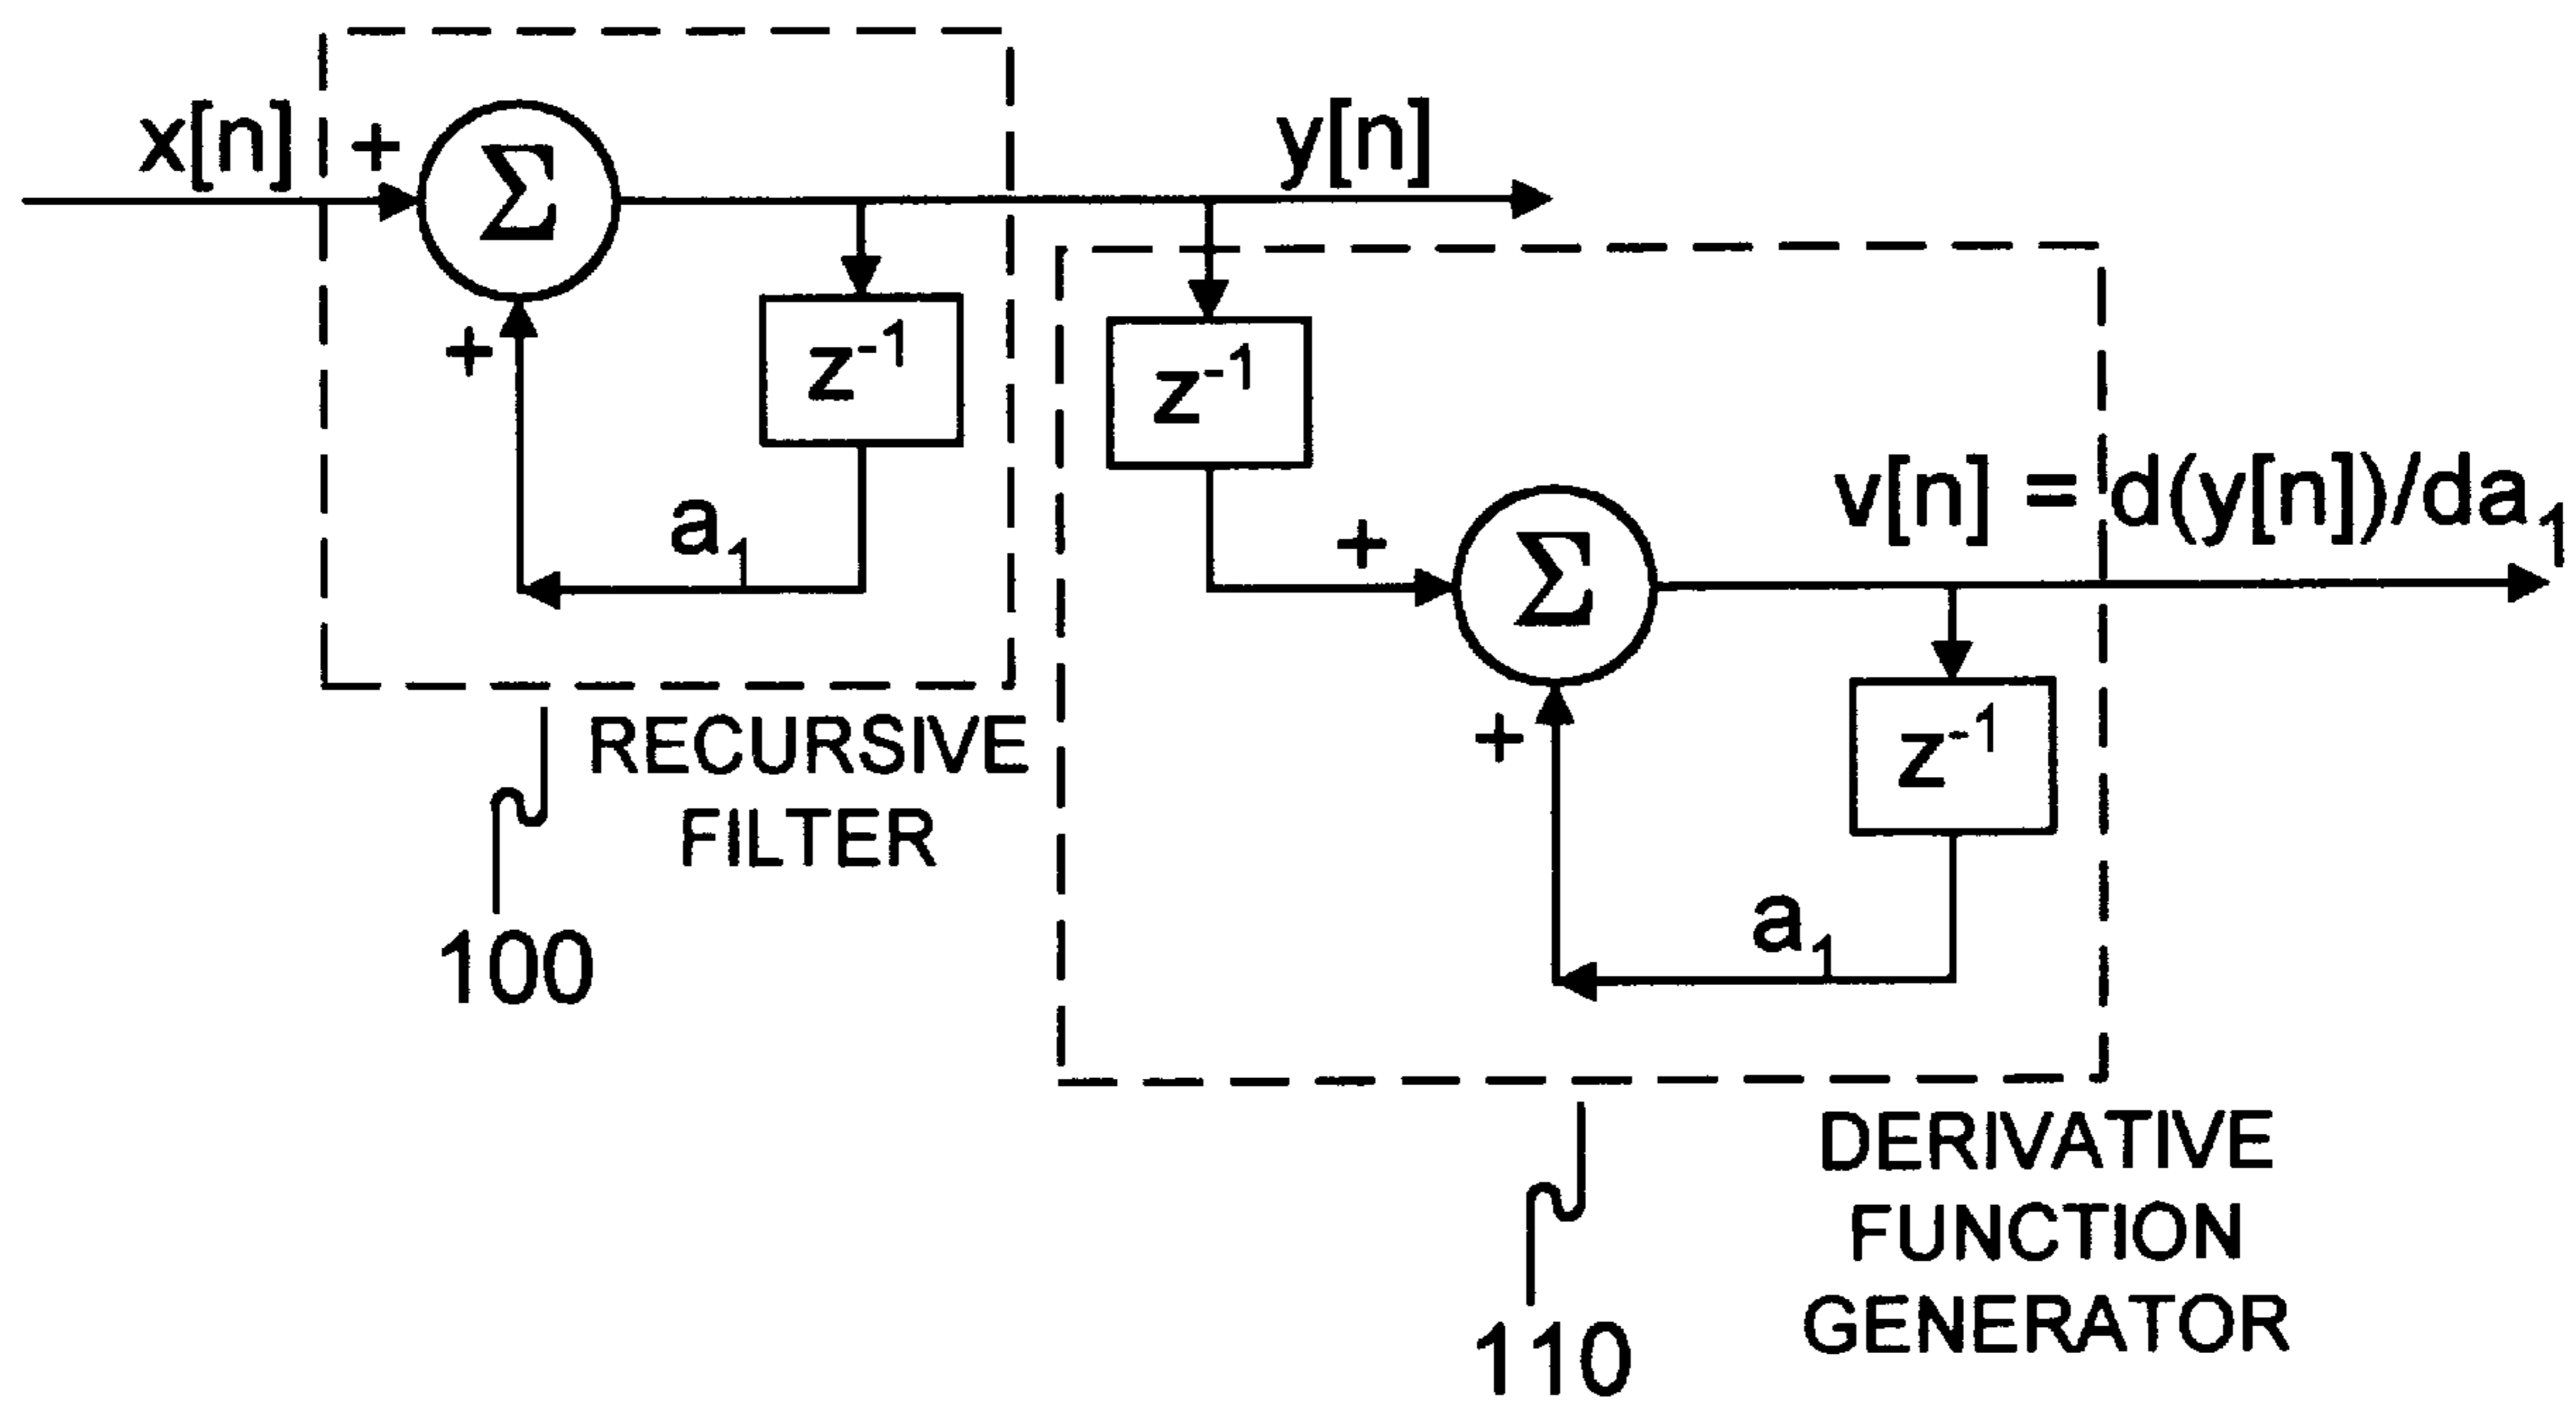 x[n]
+
Σ
y[n]
+
z⁻¹
z⁻¹
a₁
+
Σ
v[n] = d(y[n])/da₁
+
z⁻¹
a₁
RECURSIVE
FILTER
100
DERIVATIVE
FUNCTION
GENERATOR
110